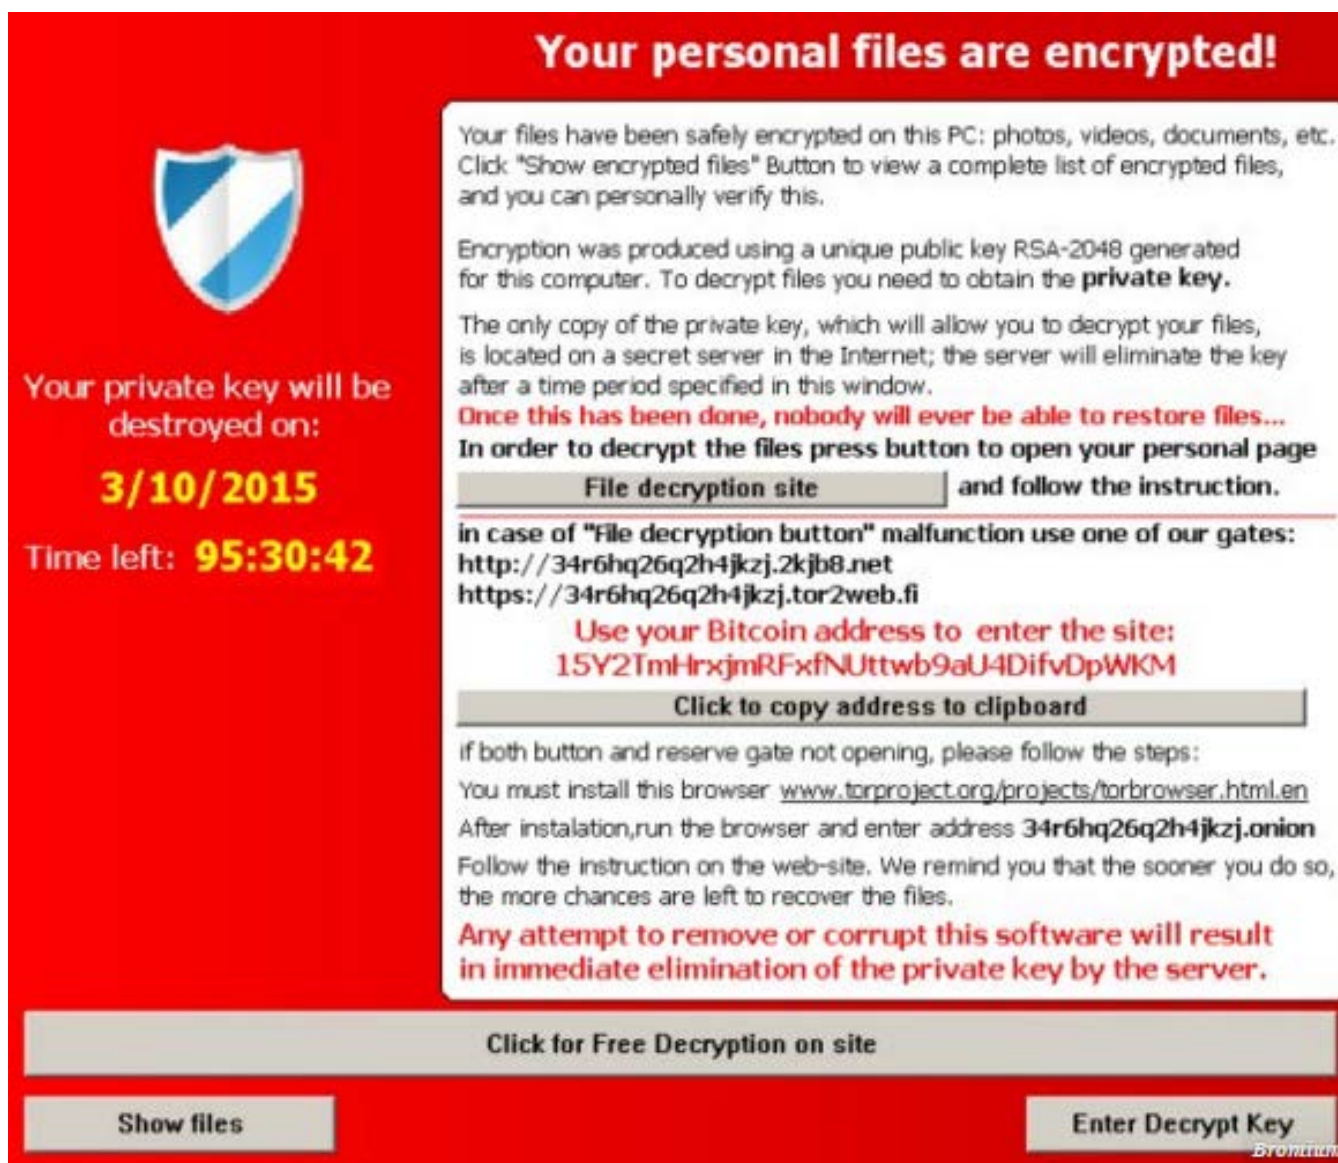 Your personal files are encrypted!
Your files have been safely encrypted on this PC: photos, videos, documents, etc.
Click "Show encrypted files" Button to view a complete list of encrypted files,
and you can personally verify this.
Encryption was produced using a unique public key RSA-2048 generated
for this computer. To decrypt files you need to obtain the private key.
The only copy of the private key, which will allow you to decrypt your files,
is located on a secret server in the Internet; the server will eliminate the key
after a time period specified in this window.
Once this has been done, nobody will ever be able to restore files...
In order to decrypt the files press button to open your personal page
File decryption site and follow the instruction.
in case of "File decryption button" malfunction use one of our gates:
http://34r6hq26q2h4jkzj.2kjb8.net
https://34r6hq26q2h4jkzj.tor2web.fi
Use your Bitcoin address to enter the site:
15Y2TmHrxjmRFxfNUttwb9aU4DifvDpWKM
Click to copy address to clipboard
if both button and reserve gate not opening, please follow the steps:
You must install this browser www.torproject.org/projects/torbrowser.html.en
After instalation,run the browser and enter address 34r6hq26q2h4jkzj.onion
Follow the instruction on the web-site. We remind you that the sooner you do so,
the more chances are left to recover the files.
Any attempt to remove or corrupt this software will result
in immediate elimination of the private key by the server.
Your private key will be
destroyed on:
3/10/2015
Time left: 95:30:42
Click for Free Decryption on site
Show files
Enter Decrypt Key
Bromium